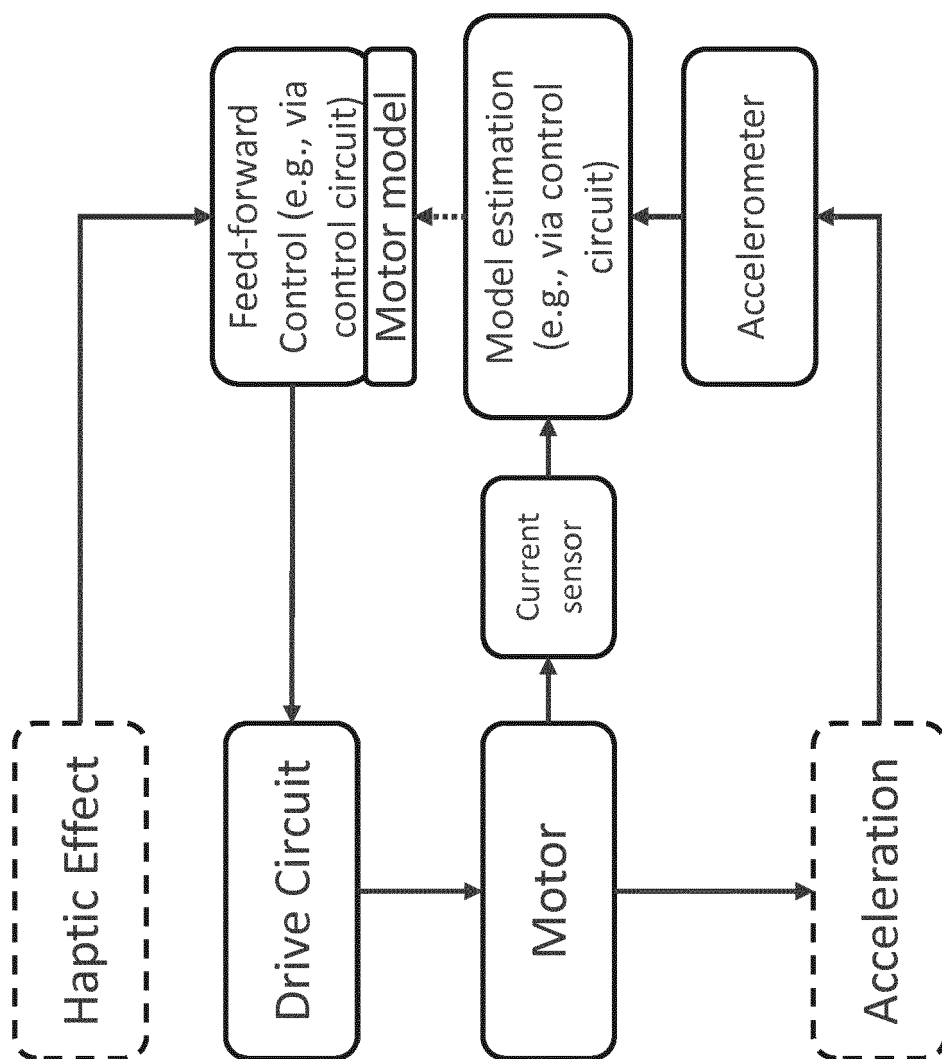 Haptic Effect
Feed-forward
Control (e.g., via
control circuit)
Motor model
Drive Circuit
Model estimation
(e.g., via control
circuit)
Current
sensor
Motor
Accelerometer
Acceleration